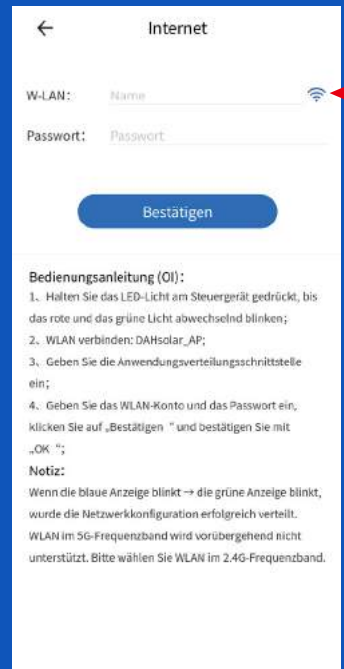 Internet
W-LAN: Name
Passwort: Passwort
Bestätigen
Bedienungsanleitung (OI):
1、Halten Sie das LED-Licht am Steuergerät gedrückt, bis
das rote und das grüne Licht abwechselnd blinken;
2、WLAN verbinden: DAHsolar_AP;
3、Geben Sie die Anwendungsverteilungsschnittstelle
ein;
4、Geben Sie das WLAN-Konto und das Passwort ein,
klicken Sie auf „Bestätigen “ und bestätigen Sie mit
„OK “;
Notiz:
Wenn die blaue Anzeige blinkt → die grüne Anzeige blinkt,
wurde die Netzwerkkonfiguration erfolgreich verteilt.
WLAN im 5G-Frequenzband wird vorübergehend nicht
unterstützt. Bitte wählen Sie WLAN im 2.4G-Frequenzband.